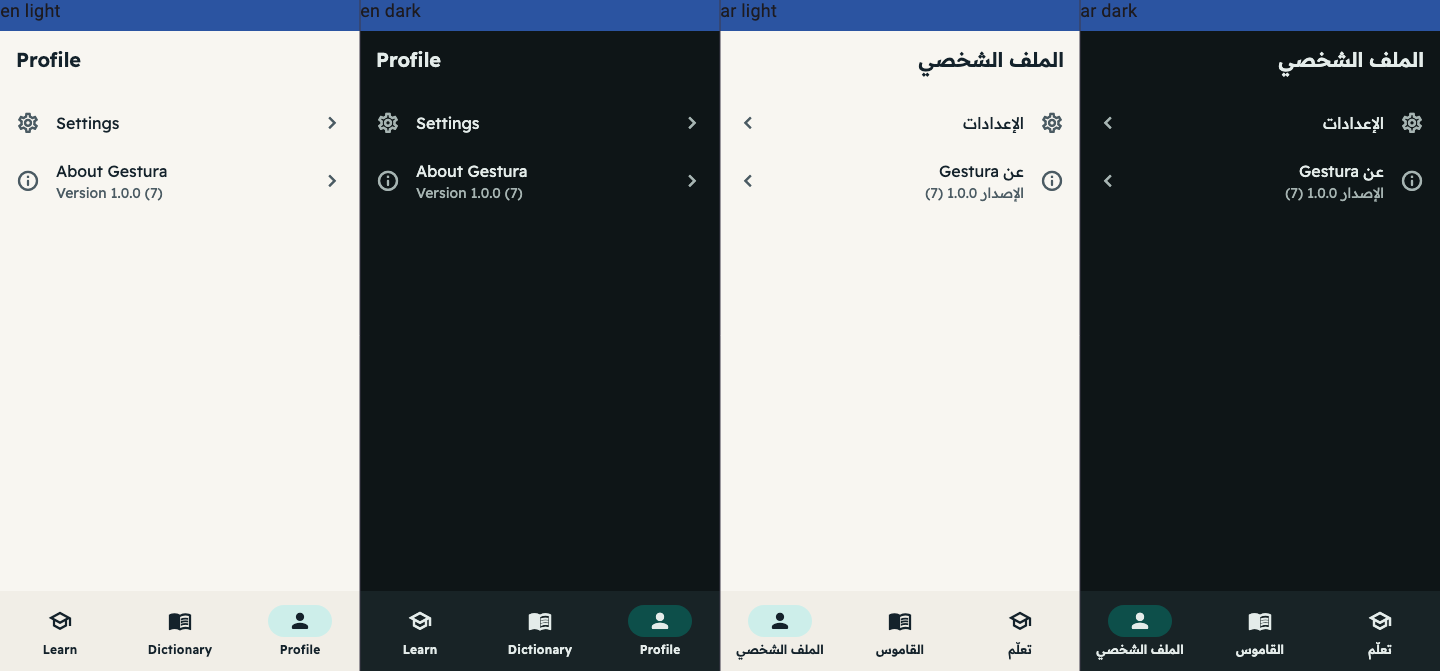 en light
Profile
Settings
About Gestura
Version 1.0.0 (7)
Learn
Dictionary
Profile
en dark
Profile
Settings
About Gestura
Version 1.0.0 (7)
Learn
Dictionary
Profile
ar light
الملف الشخصي
الإعدادات
عن Gestura
الإصدار 1.0.0 (7)
تعلّم
القاموس
الملف الشخصي
ar dark
الملف الشخصي
الإعدادات
عن Gestura
الإصدار 1.0.0 (7)
تعلّم
القاموس
الملف الشخصي